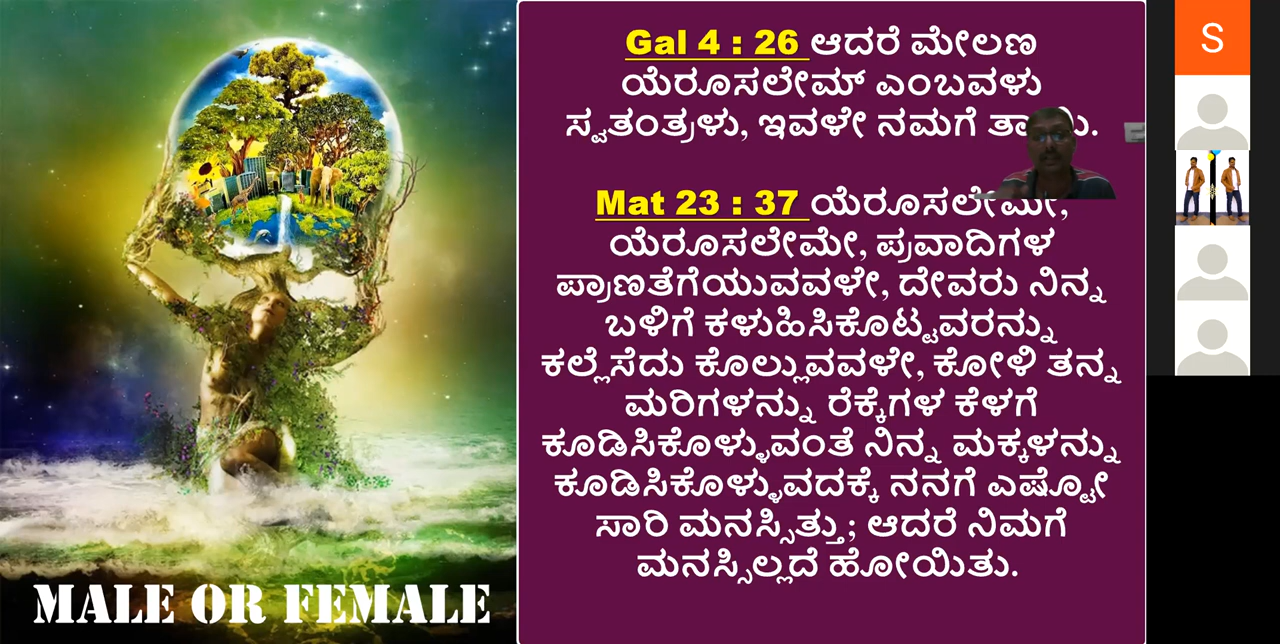 MALE OR FEMALE
Gal 4 : 26 ಆದರೆ ಮೇಲಣ
ಯೆರೂಸಲೇಮ್ ಎಂಬವಳು
ಸ್ವತಂತ್ರಳು, ಇವಳೇ ನಮಗೆ
Mat 23 : 37 ಯೆರೂಸಲೇಮೇ,
ಯೆರೂಸಲೇಮೇ, ಪ್ರವಾದಿಗಳ
ಪ್ರಾಣತೆಗೆಯುವವಳೇ, ದೇವರು ನಿನ್ನ
ಬಳಿಗೆ ಕಳುಹಿಸಿಕೊಟ್ಟವರನ್ನು
ಕಲ್ಲೆಸೆದು ಕೊಲ್ಲುವವಳೇ, ಕೋಳಿ ತನ್ನ
ಮರಿಗಳನ್ನು ರೆಕ್ಕೆಗಳ ಕೆಳಗೆ
ಕೂಡಿಸಿಕೊಳ್ಳುವಂತೆ ನಿನ್ನ ಮಕ್ಕಳನ್ನು
ಕೂಡಿಸಿಕೊಳ್ಳುವದಕ್ಕೆ ನನಗೆ ಎಷ್ಟೋ
ಸಾರಿ ಮನಸ್ಸಿತ್ತು; ಆದರೆ ನಿಮಗೆ
ಮನಸ್ಸಿಲ್ಲದೆ ಹೋಯಿತು.
S